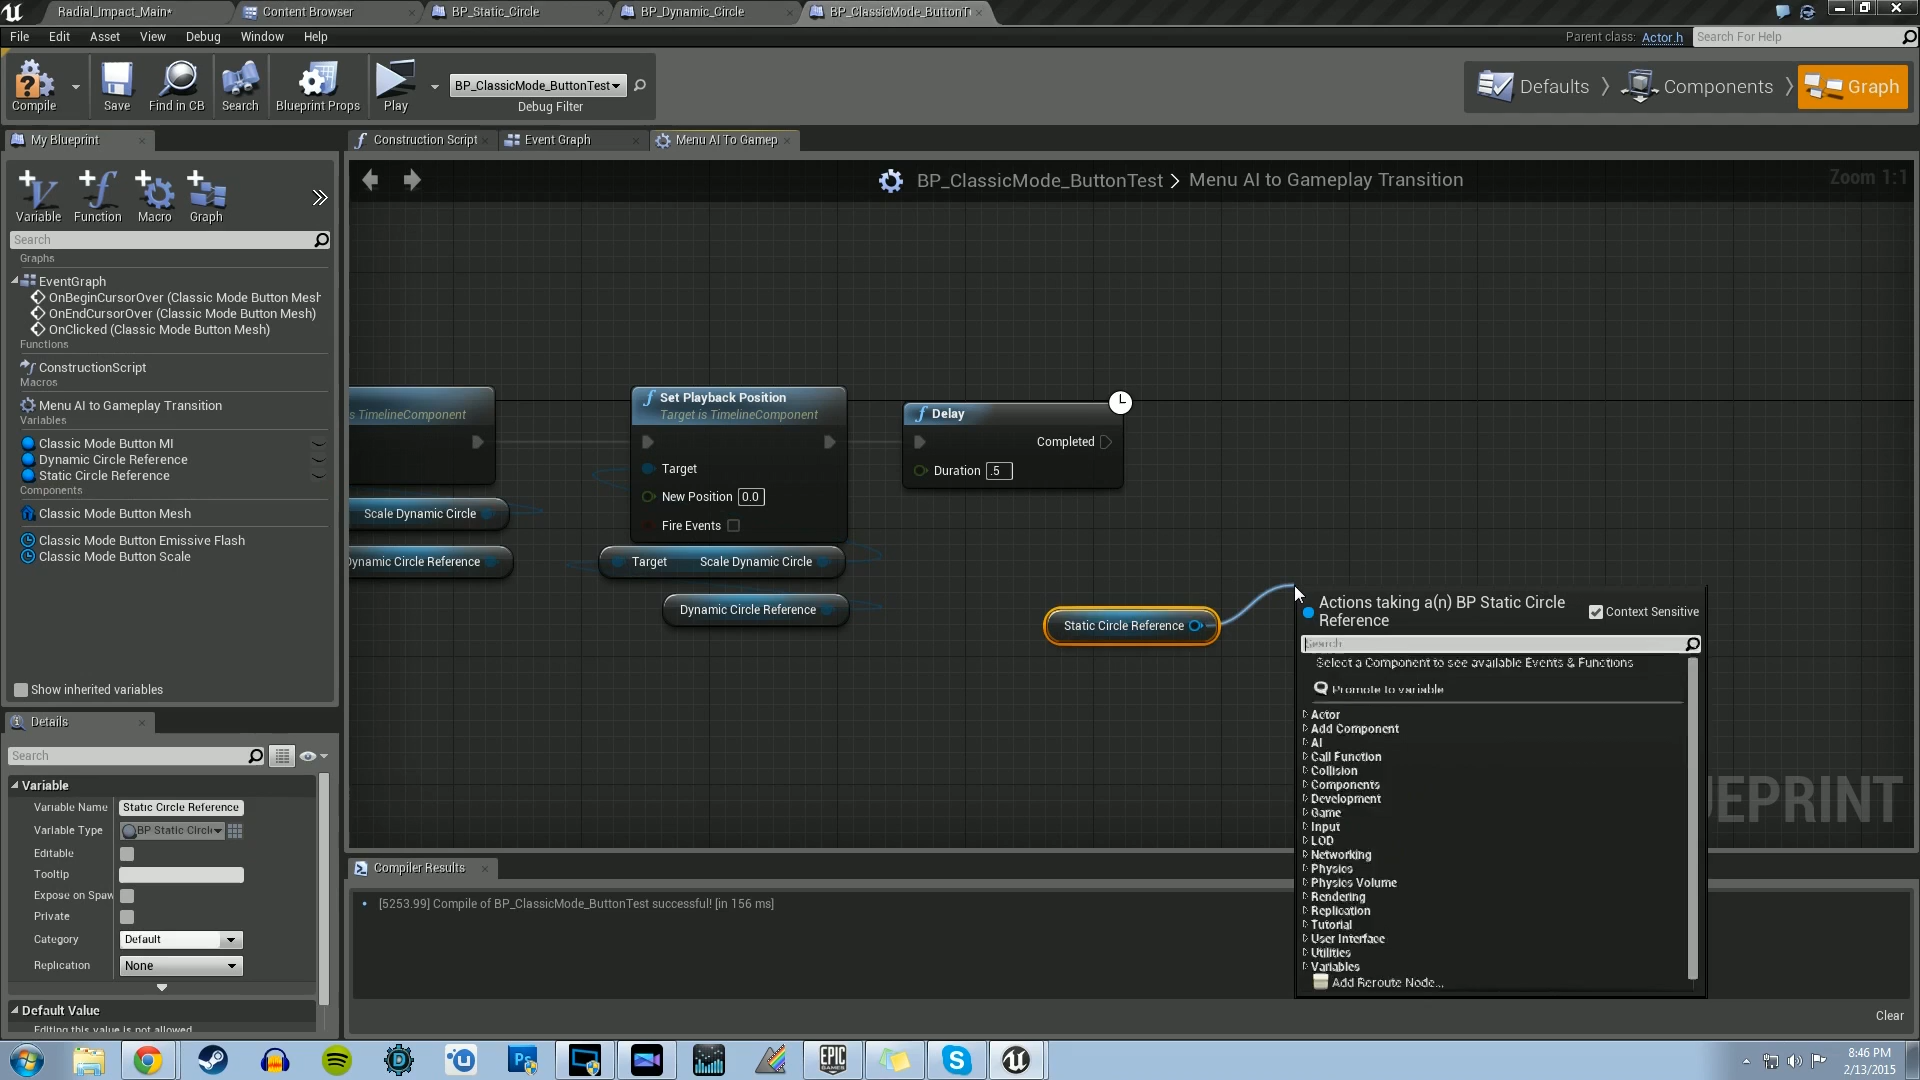 Radial_Impact_Main*
Content Browser
BP_Static_Circle
BP_Dynamic_Circle
BP_ClassicMode_ButtonT
File Edit Asset View Debug Window Help
Parent class: Actor.h
Search For Help
Compile
Save
Find in CB
Search
Blueprint Props
Play
BP_ClassicMode_ButtonTest
Debug Filter
Defaults
Components
Graph
My Blueprint
Construction Script
Event Graph
Menu AI To Gamep
Variable
Function
Macro
Graph
Search
Graphs
EventGraph
OnBeginCursorOver (Classic Mode Button Mesh
OnEndCursorOver (Classic Mode Button Mesh)
OnClicked (Classic Mode Button Mesh)
Functions
ConstructionScript
Macros
Menu AI to Gameplay Transition
Variables
Classic Mode Button MI
Dynamic Circle Reference
Static Circle Reference
Components
Classic Mode Button Mesh
Classic Mode Button Emissive Flash
Classic Mode Button Scale
Show inherited variables
BP_ClassicMode_ButtonTest > Menu AI to Gameplay Transition
Zoom 1:1
s TimelineComponent
Scale Dynamic Circle
Dynamic Circle Reference
Set Playback Position
Target is TimelineComponent
Target
New Position 0.0
Fire Events
Target Scale Dynamic Circle
Dynamic Circle Reference
Delay
Completed
Duration .5
Static Circle Reference
Actions taking a(n) BP Static Circle
Reference
Context Sensitive
Search
Select a Component to see available Events & Functions
Promote to variable
Actor
Add Component
AI
Call Function
Collision
Components
Development
Game
Input
LOD
Networking
Physics
Physics Volume
Rendering
Replication
Tutorial
User Interface
Utilities
Variables
Add Reroute Node...
UEPRINT
Details
Search
Variable
Variable Name Static Circle Reference
Variable Type BP Static Circle
Editable
Tooltip
Expose on Spaw
Private
Category Default
Replication None
Default Value
Editing this value is not allowed
Compiler Results
[5253.99] Compile of BP_ClassicMode_ButtonTest successful! [in 156 ms]
Clear
Ps
EPIC
GAMES
8:46 PM
2/13/2015